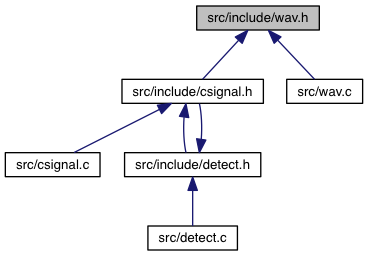 src/include/wav.h
src/include/csignal.h
src/wav.c
src/csignal.c
src/include/detect.h
src/detect.c